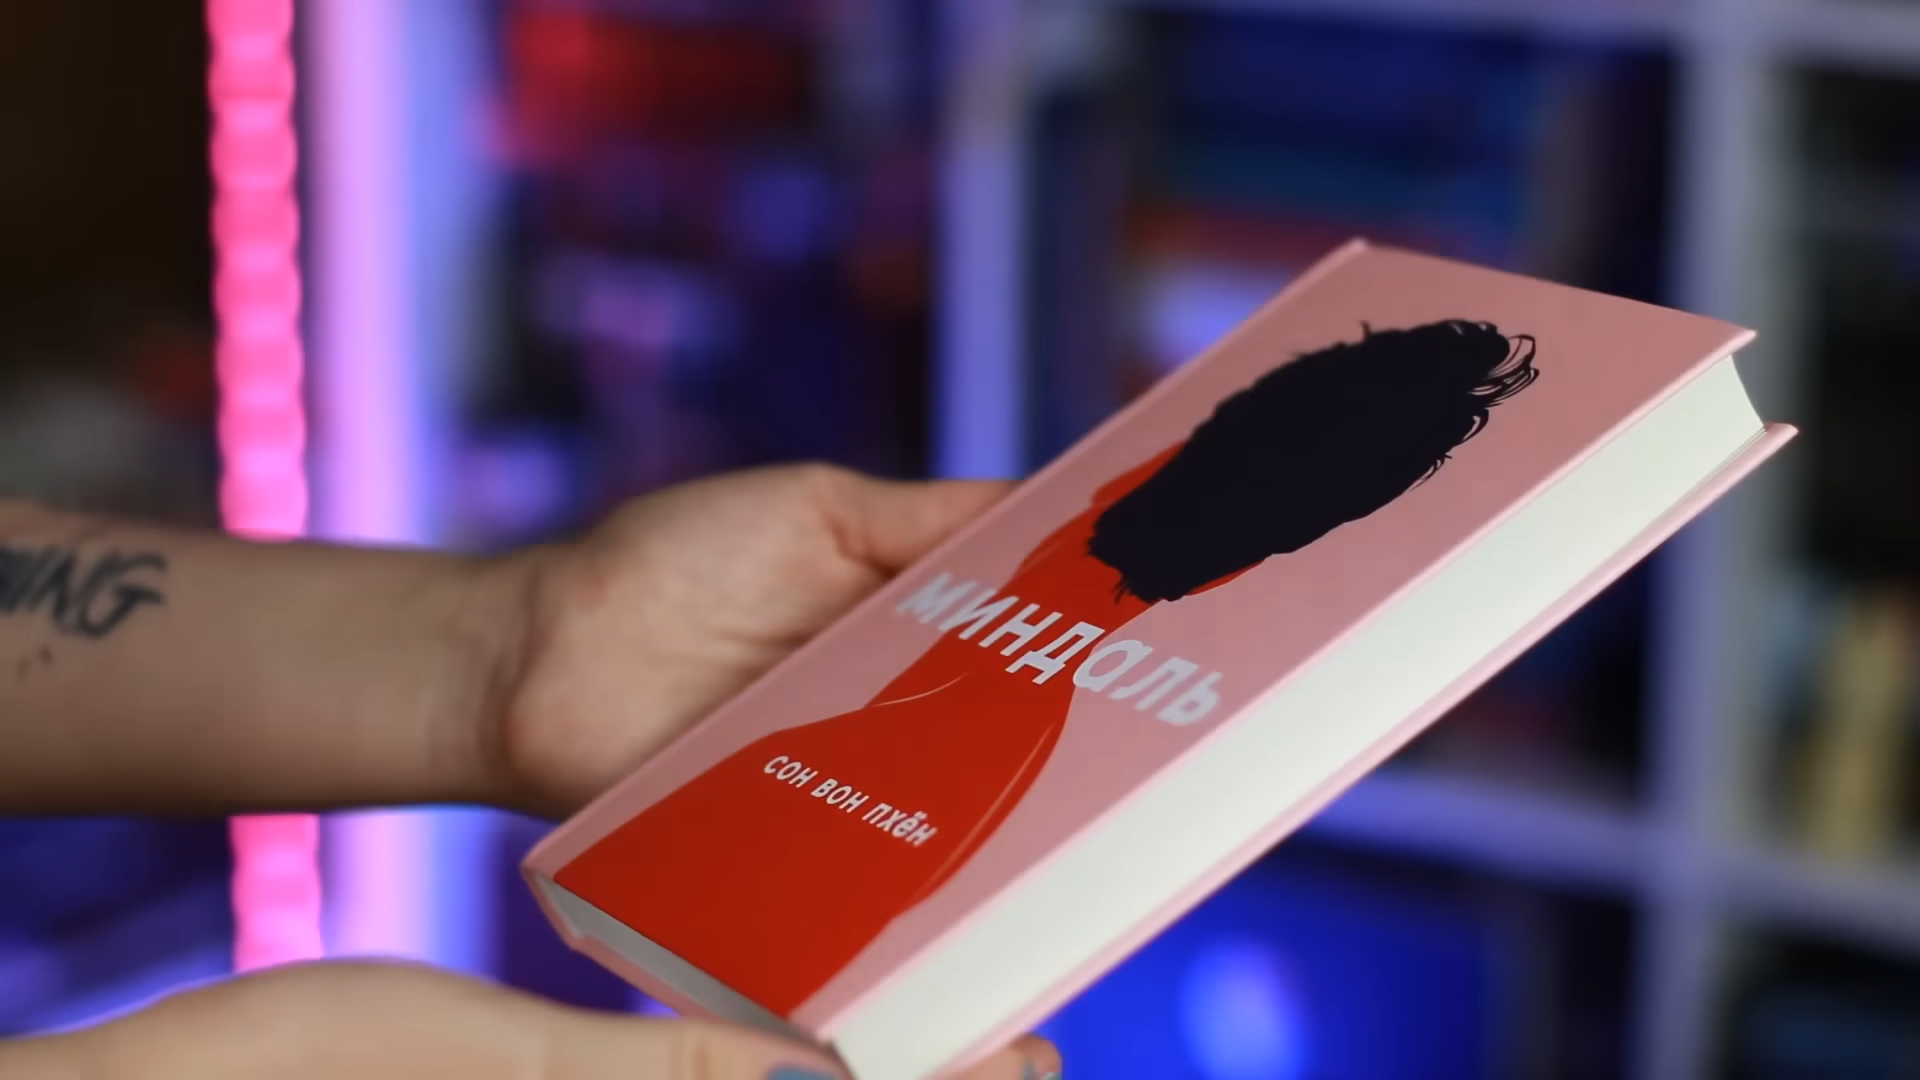 миндаль
сон вон пхён